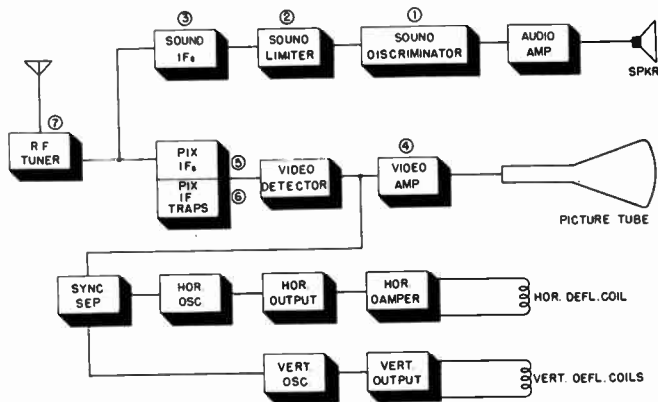 ③ ② ①
SOUND
IFs
SOUND
LIMITER
SOUND
DISCRIMINATOR
AUDIO
AMP
SPKR
⑦
RF
TUNER
PIX
IFs
⑤
PIX
IF
TRAPS
⑥
VIDEO
DETECTOR
④
VIDEO
AMP
PICTURE TUBE
SYNC
SEP
HOR.
OSC
HOR.
OUTPUT
HOR.
DAMPER
HOR. DEFL. COIL
VERT.
OSC
VERT.
OUTPUT
VERT. DEFL. COILS